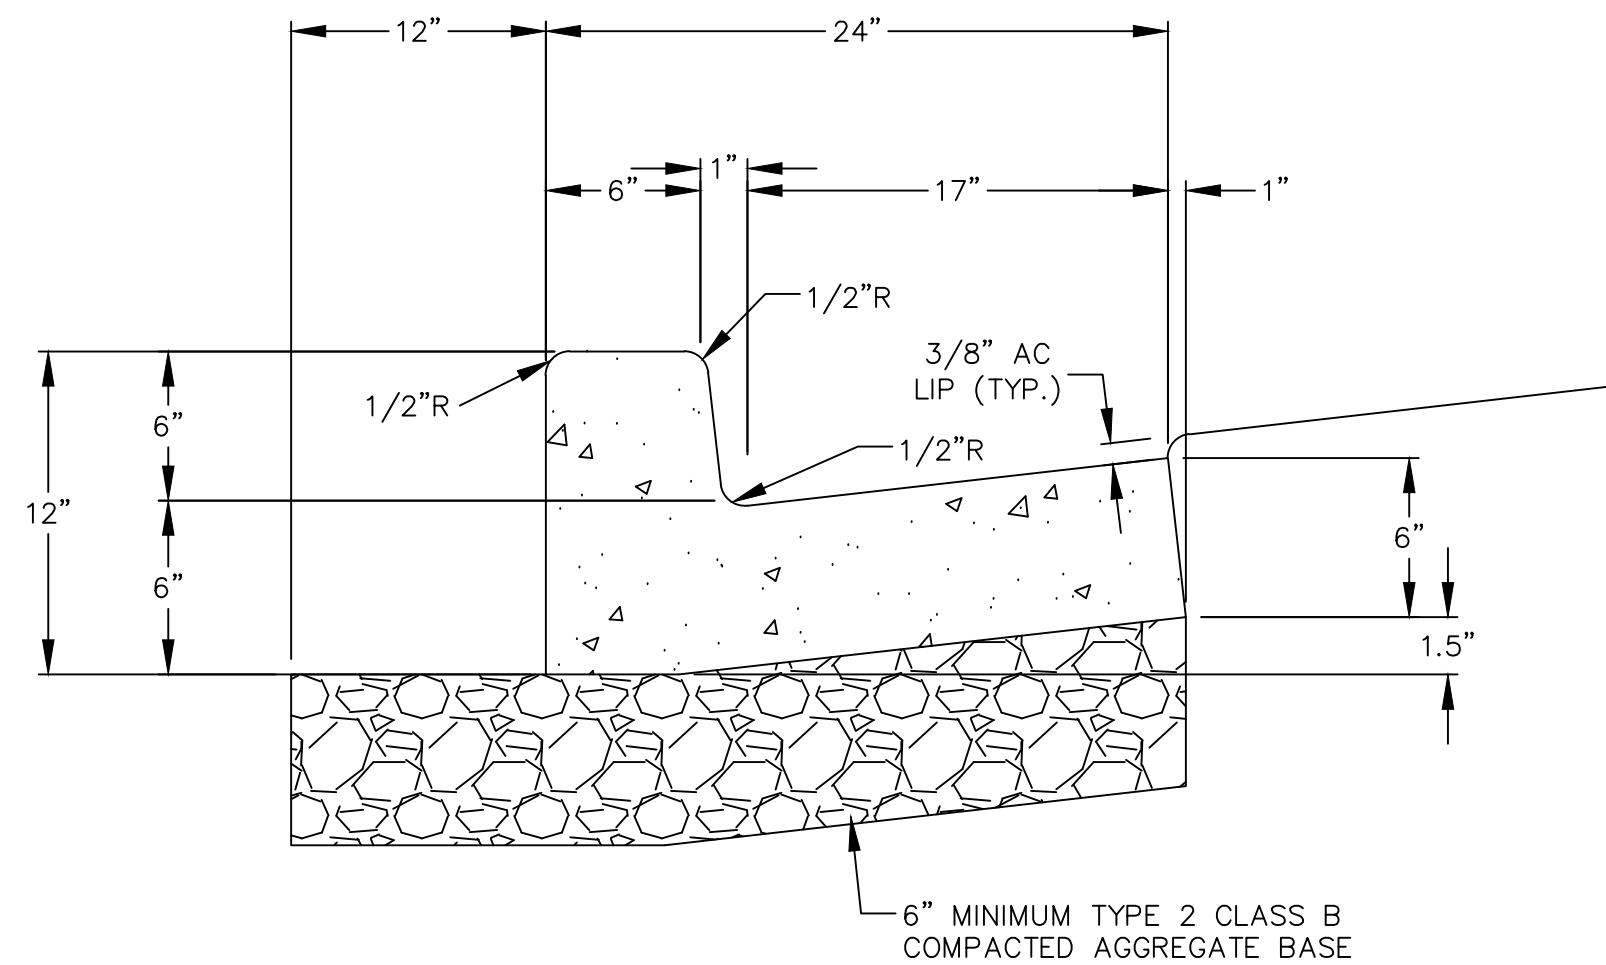 12”
24”
1”
6”
17”
1”
1/2”R
3/8” AC
LIP (TYP.)
1/2”R
6”
1/2”R
12”
6”
6”
1.5”
6” MINIMUM TYPE 2 CLASS B
COMPACTED AGGREGATE BASE